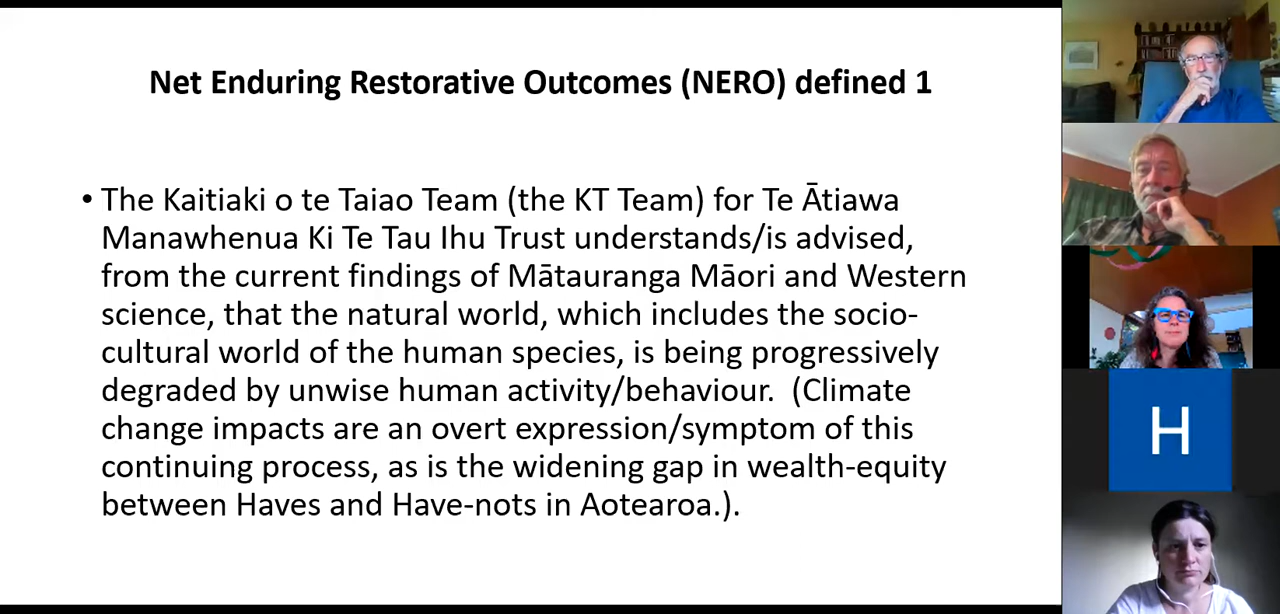 Net Enduring Restorative Outcomes (NERO) defined 1
• The Kaitiaki o te Taiao Team (the KT Team) for Te Ātiawa
Manawhenua Ki Te Tau Ihu Trust understands/is advised,
from the current findings of Mātauranga Māori and Western
science, that the natural world, which includes the socio-
cultural world of the human species, is being progressively
degraded by unwise human activity/behaviour.  (Climate
change impacts are an overt expression/symptom of this
continuing process, as is the widening gap in wealth-equity
between Haves and Have-nots in Aotearoa.).
H